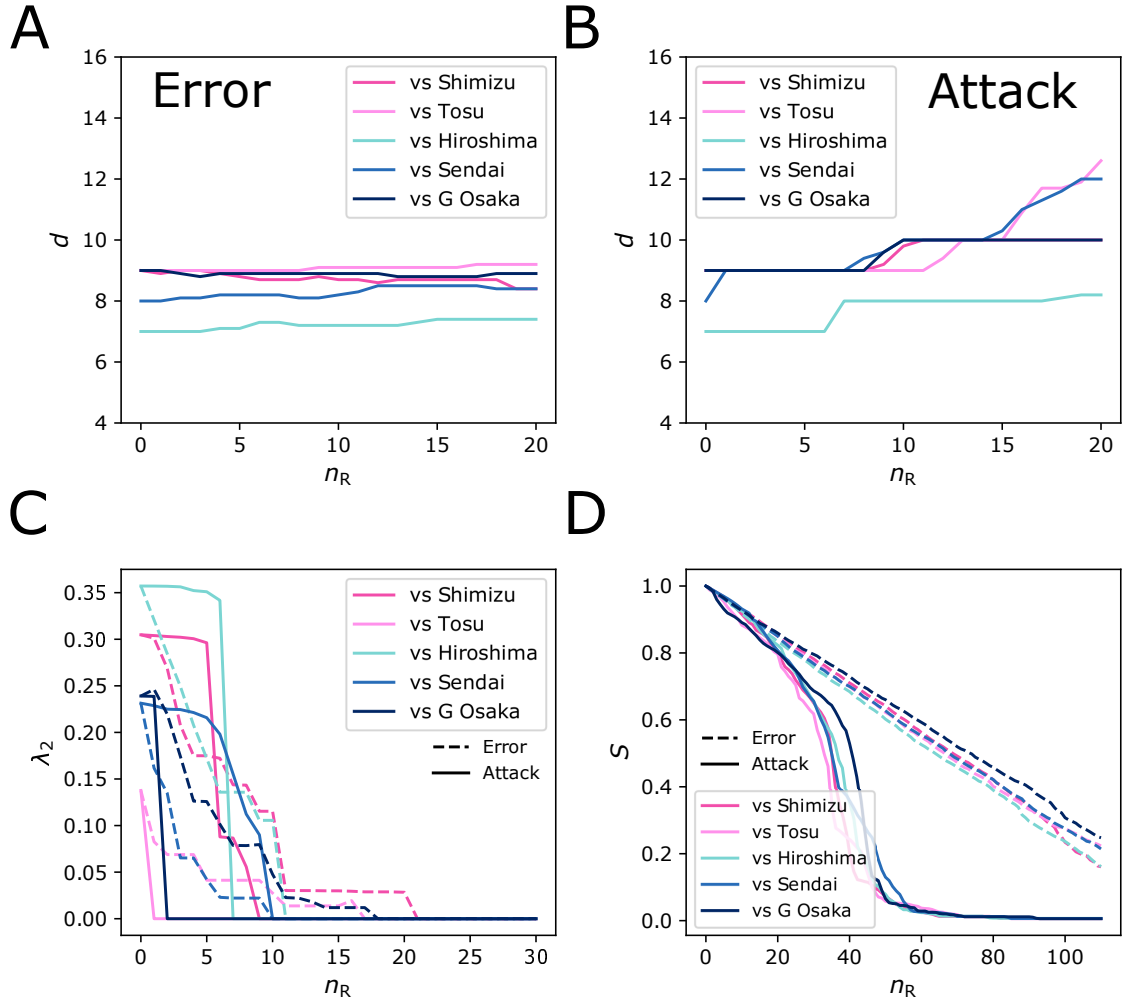 A
B
Error
Attack
vs Shimizu
vs Tosu
vs Hiroshima
vs Sendai
vs G Osaka
vs Shimizu
vs Tosu
vs Hiroshima
vs Sendai
vs G Osaka
16
14
12
10
8
6
4
d
0
5
10
15
20
n_R
16
14
12
10
8
6
4
d
0
5
10
15
20
n_R
C
D
vs Shimizu
vs Tosu
vs Hiroshima
vs Sendai
vs G Osaka
Error
Attack
0.35
0.30
0.25
0.20
0.15
0.10
0.05
0.00
λ_2
0
5
10
15
20
25
30
n_R
1.0
0.8
0.6
0.4
0.2
0.0
S
Error
Attack
vs Shimizu
vs Tosu
vs Hiroshima
vs Sendai
vs G Osaka
0
20
40
60
80
100
n_R